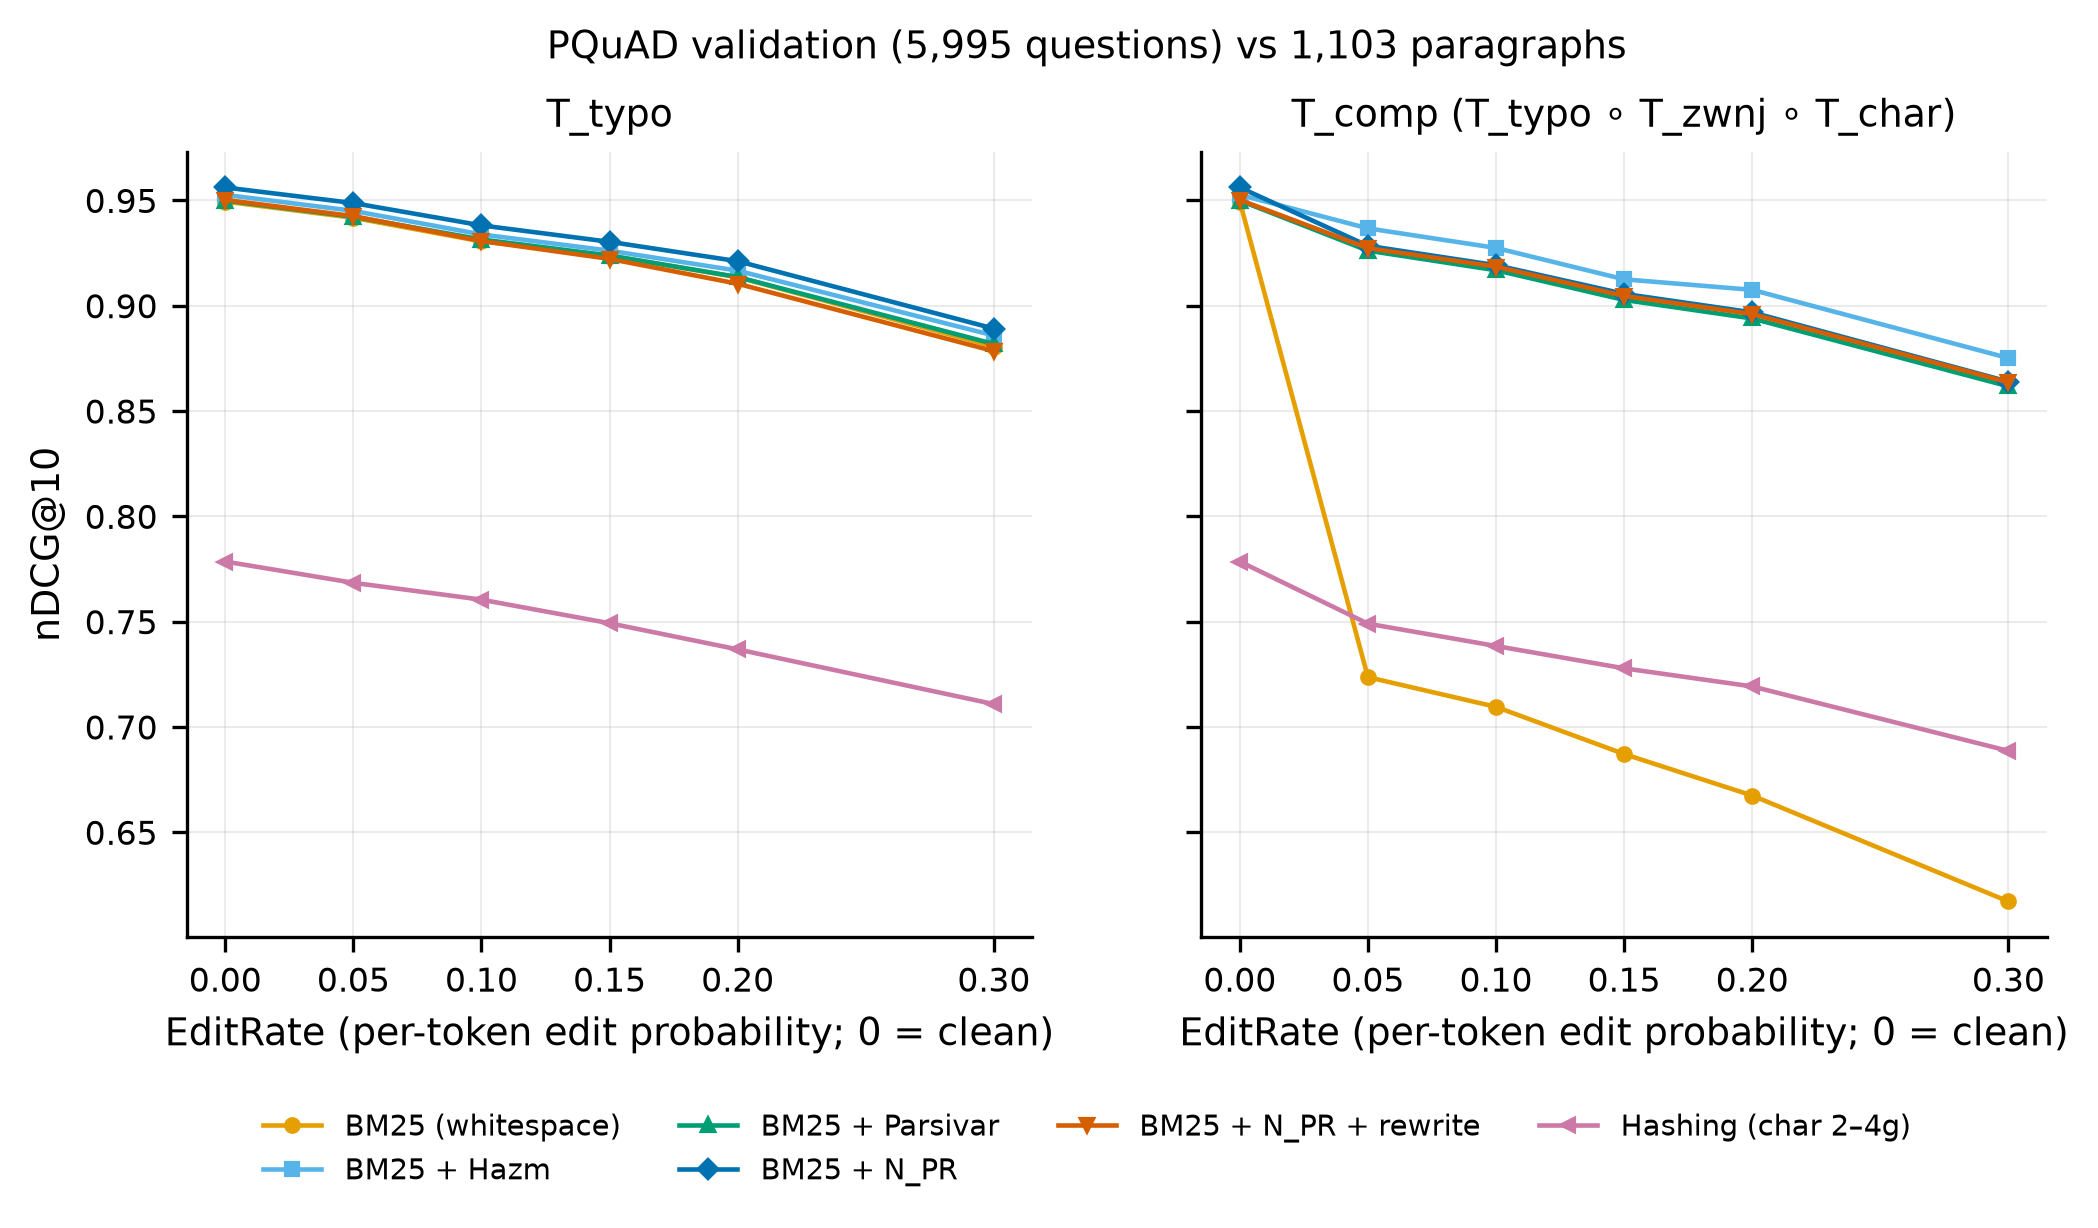 PQuAD validation (5,995 questions) vs 1,103 paragraphs
T_typo
T_comp (T_typo ∘ T_zwnj ∘ T_char)
nDCG@10
0.95
0.90
0.85
0.80
0.75
0.70
0.65
0.00 0.05 0.10 0.15 0.20 0.30
EditRate (per-token edit probability; 0 = clean)
0.00 0.05 0.10 0.15 0.20 0.30
EditRate (per-token edit probability; 0 = clean)
BM25 (whitespace)
BM25 + Hazm
BM25 + Parsivar
BM25 + N_PR
BM25 + N_PR + rewrite
Hashing (char 2–4g)